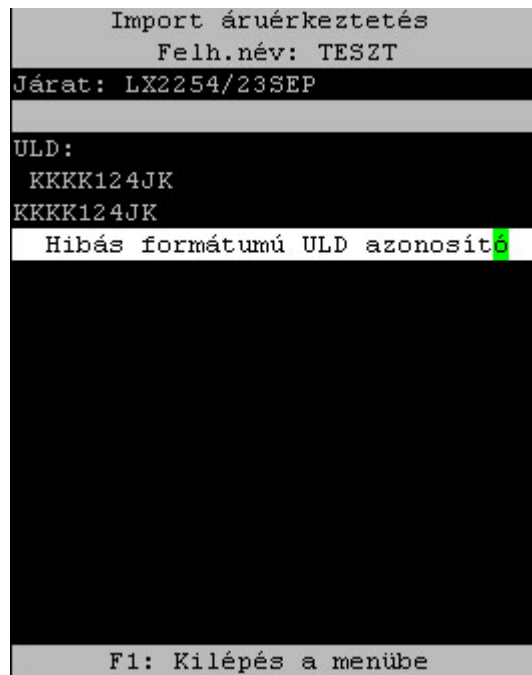 Import áruérkeztetés
Felh.név: TESZT
Járat: LX2254/23SEP
ULD:
KKKK124JK
KKKK124JK
Hibás formátumú ULD azonosító
F1: Kilépés a menübe